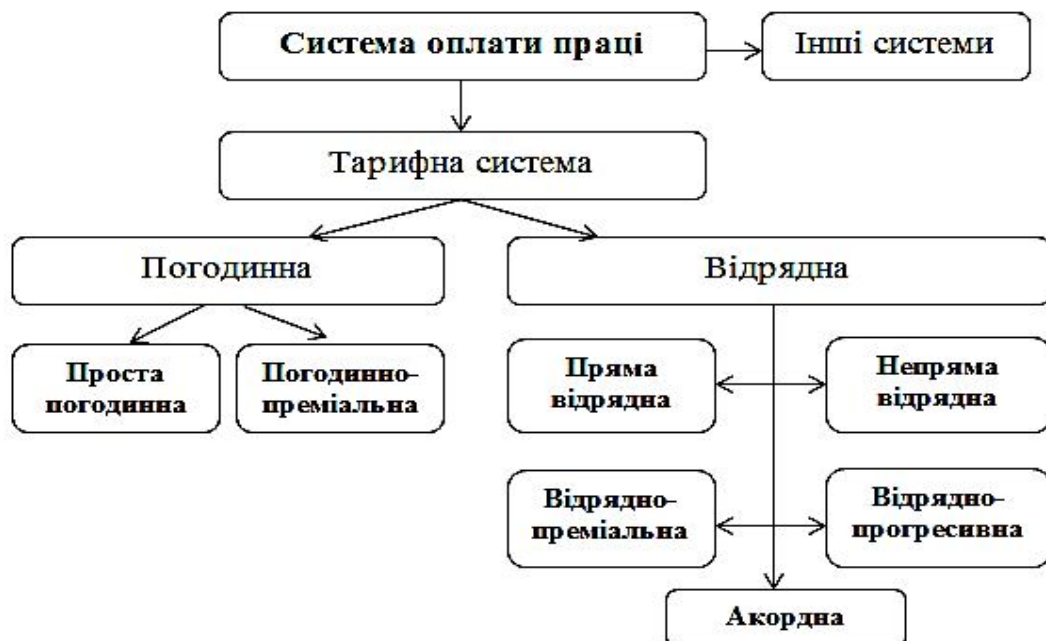 Система оплати праці
Інші системи
Тарифна система
Погодинна
Відрядна
Проста
погодинна
Погодинно-
преміальна
Пряма
відрядна
Непряма
відрядна
Відрядно-
преміальна
Відрядно-
прогресивна
Акордна